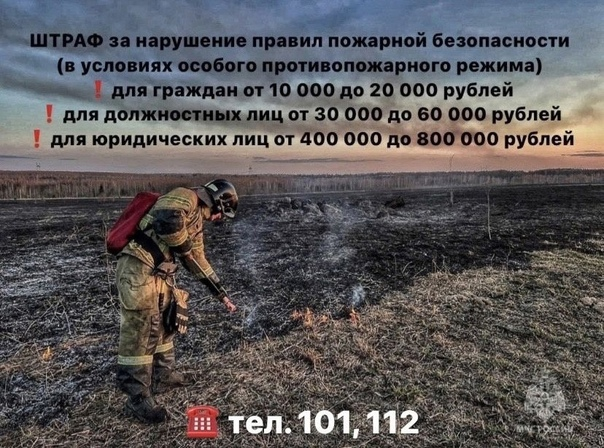 ШТРАФ за нарушение правил пожарной безопасности
(в условиях особого противопожарного режима)
❗ для граждан от 10 000 до 20 000 рублей
❗ для должностных лиц от 30 000 до 60 000 рублей
❗ для юридических лиц от 400 000 до 800 000 рублей
☎ тел. 101, 112
МЧС РОССИИ